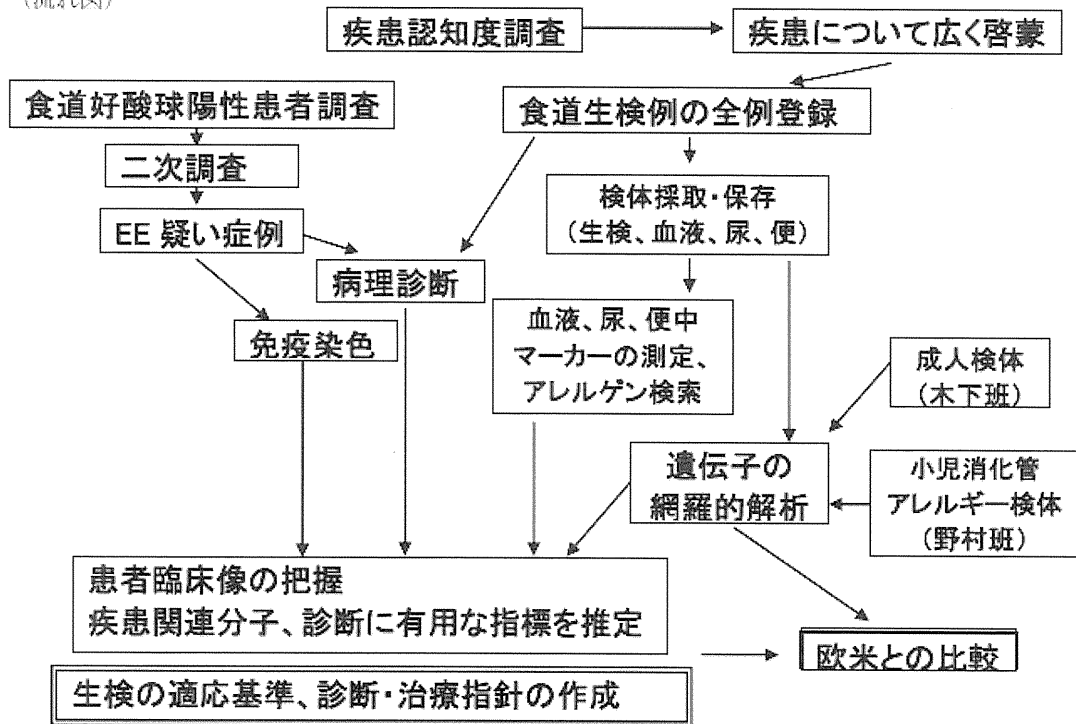 (流れ図)
疾患認知度調査
疾患について広く啓蒙
食道好酸球陽性患者調査
食道生検例の全例登録
二次調査
検体採取・保存
(生検、血液、尿、便)
EE 疑い症例
病理診断
血液、尿、便中
マーカーの測定、
アレルゲン検索
免疫染色
成人検体
(木下班)
遺伝子の
網羅的解析
小児消化管
アレルギー検体
(野村班)
患者臨床像の把握
疾患関連分子、診断に有用な指標を推定
欧米との比較
生検の適応基準、診断・治療指針の作成